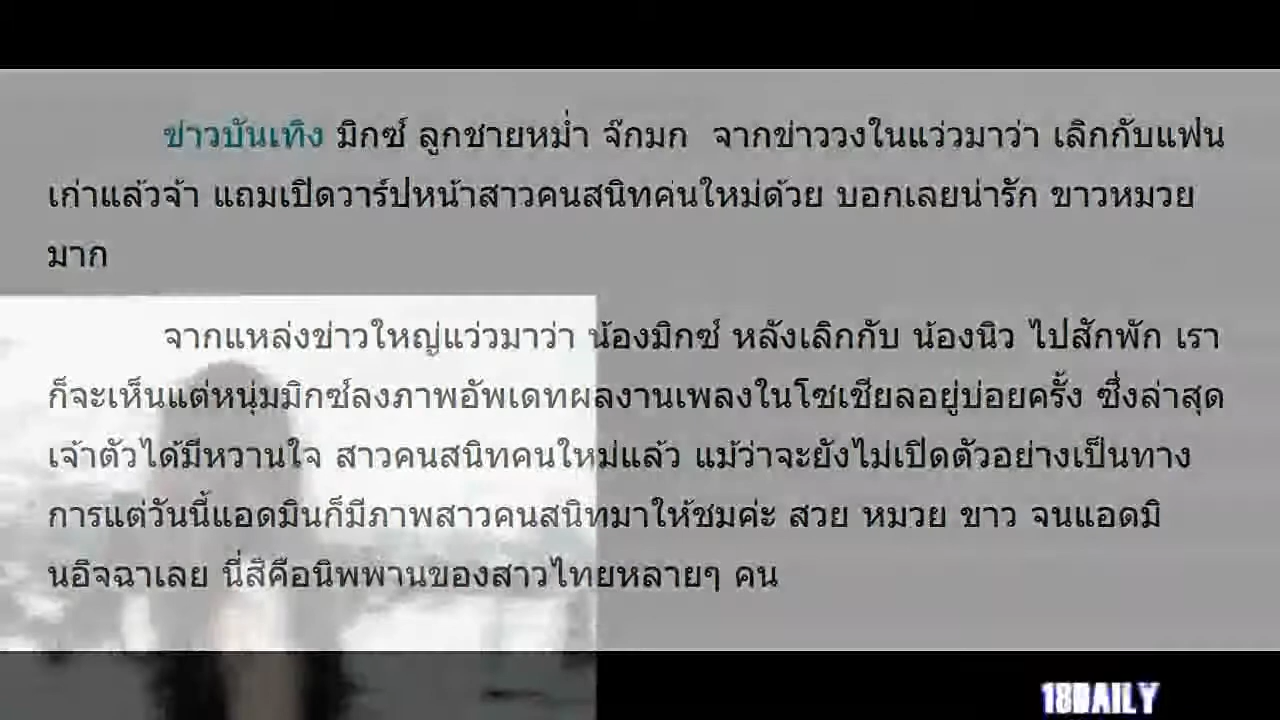 ข่าวบันเทิง มิกซ์ ลูกชายหม่ำ จ๊กมก จากข่าววงในแว่วมาว่า เลิกกับแฟน
เก่าแล้วจ้า แถมเปิดวาร์ปหน้าสาวคนสนิทคนใหม่ด้วย บอกเลยน่ารัก ขาวหมวย
มาก
จากแหล่งข่าวใหญ่แว่วมาว่า น้องมิกซ์ หลังเลิกกับ น้องนิว ไปสักพัก เรา
ก็จะเห็นแต่หนุ่มมิกซ์ลงภาพอัพเดทผลงานเพลงในโซเชียลอยู่บ่อยครั้ง ซึ่งล่าสุด
เจ้าตัวได้มีหวานใจ สาวคนสนิทคนใหม่แล้ว แม้ว่าจะยังไม่เปิดตัวอย่างเป็นทาง
การแต่วันนี้แอดมินก็มีภาพสาวคนสนิทมาให้ชมค่ะ สวย หมวย ขาว จนแอดมิ
นอิจฉาเลย นี่สิคือนิพพานของสาวไทยหลายๆ คน
18DAILY